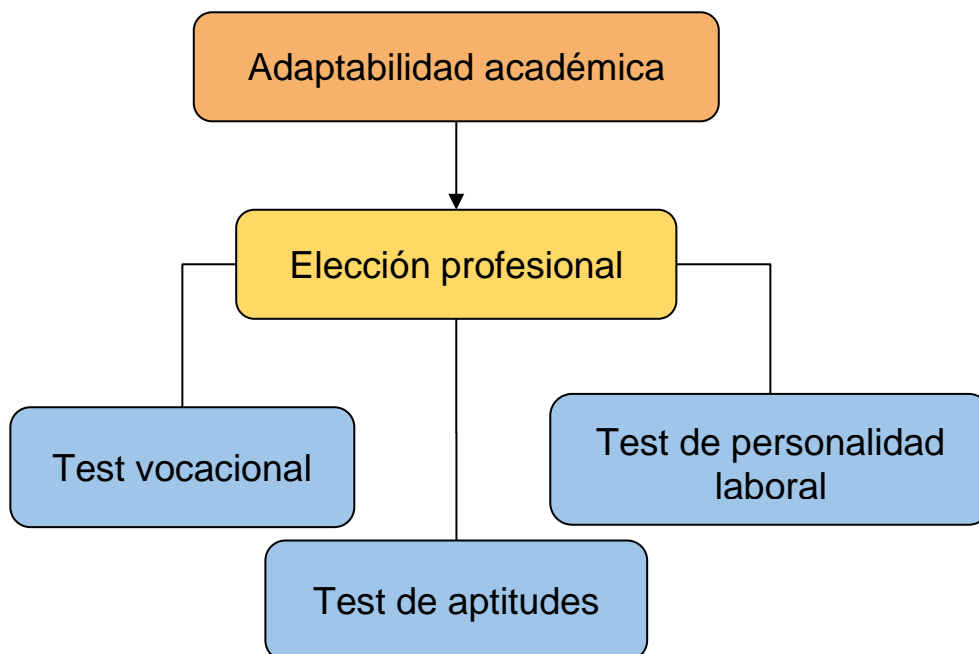 Adaptabilidad académica
Elección profesional
Test vocacional
Test de personalidad
laboral
Test de aptitudes